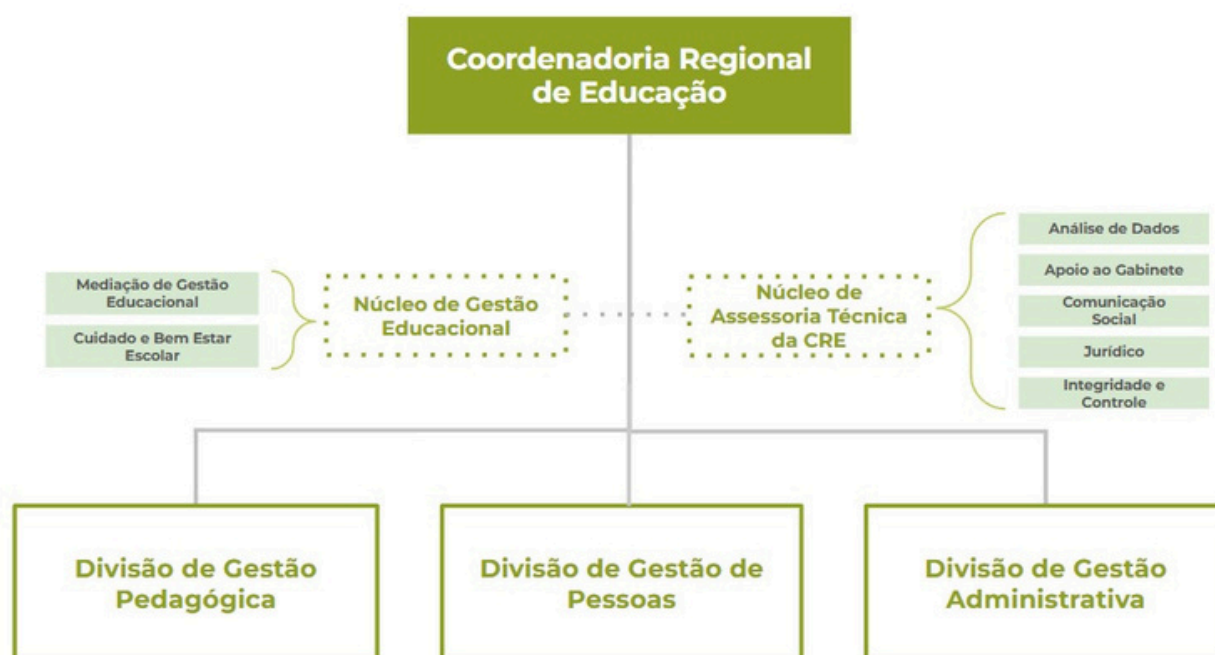 Coordenadoria Regional
de Educação
Mediação de Gestão
Educacional
Cuidado e Bem Estar
Escolar
Núcleo de Gestão
Educacional
Núcleo de
Assessoria Técnica
da CRE
Análise de Dados
Apoio ao Gabinete
Comunicação
Social
Jurídico
Integridade e
Controle
Divisão de Gestão
Pedagógica
Divisão de Gestão de
Pessoas
Divisão de Gestão
Administrativa